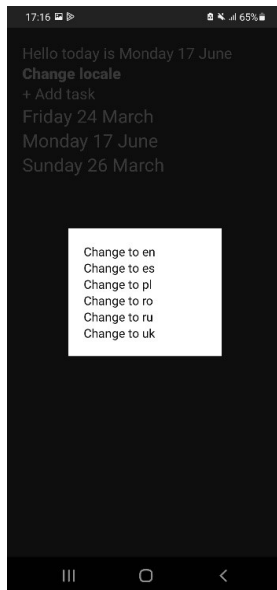 17:16 65%
Hello today is Monday 17 June
Change locale
+ Add task
Friday 24 March
Monday 17 June
Sunday 26 March
Change to en
Change to es
Change to pl
Change to ro
Change to ru
Change to uk